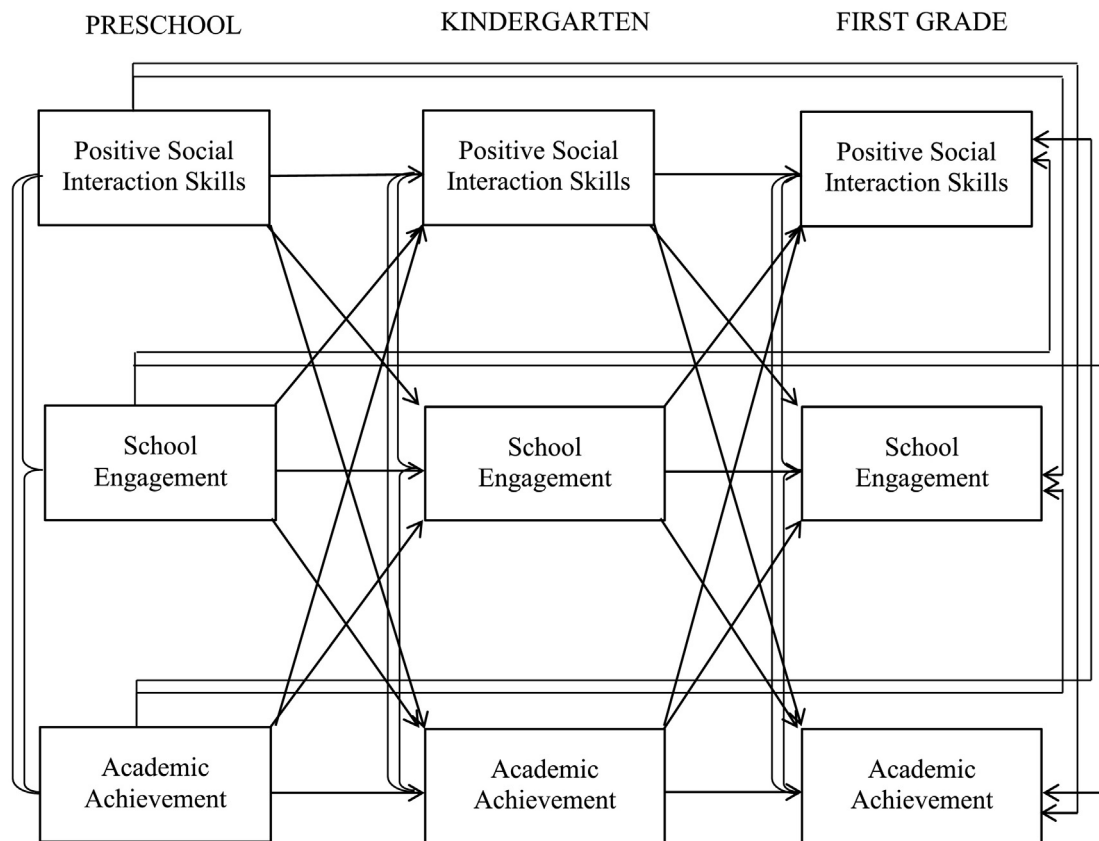 PRESCHOOL
KINDERGARTEN
FIRST GRADE
Positive Social
Interaction Skills
Positive Social
Interaction Skills
Positive Social
Interaction Skills
School
Engagement
School
Engagement
School
Engagement
Academic
Achievement
Academic
Achievement
Academic
Achievement